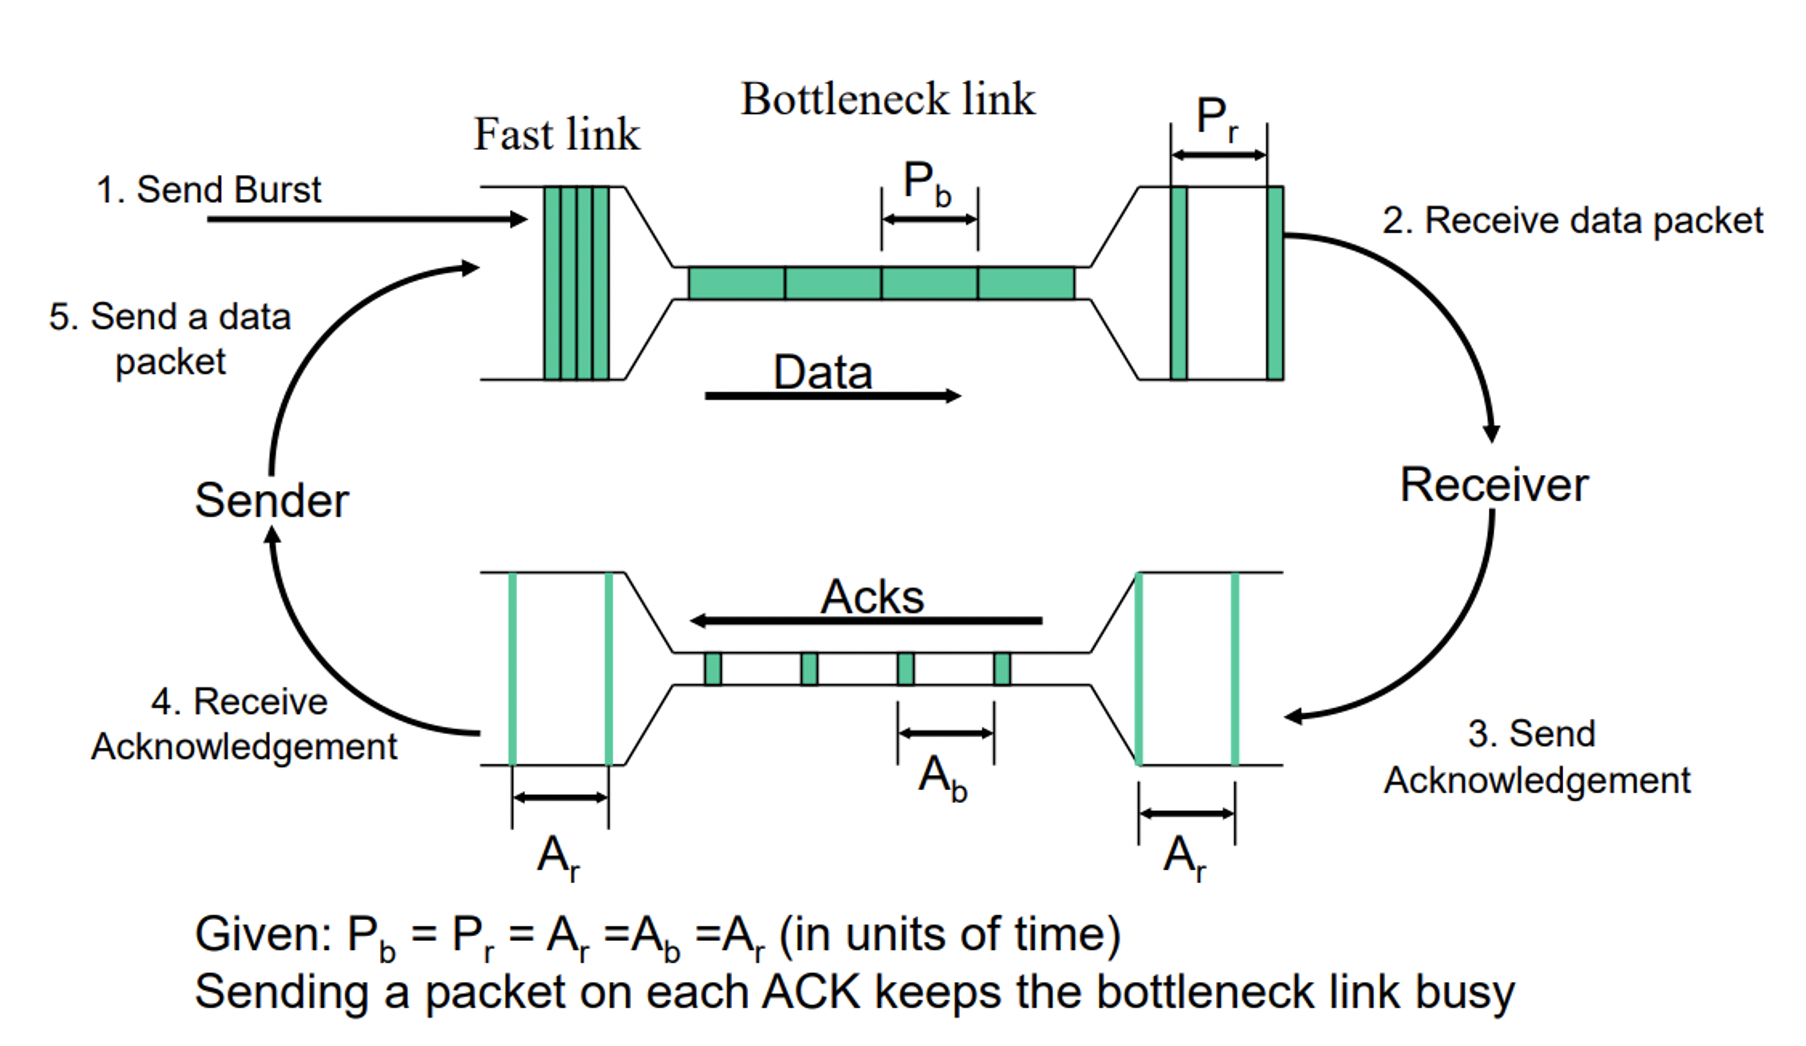 Bottleneck link
Fast link
Pr
1. Send Burst
Pb
2. Receive data packet
5. Send a data
packet
Data
Sender
Receiver
Acks
4. Receive
Acknowledgement
Ab
3. Send
Acknowledgement
Ar
Ar
Given: Pb = Pr = Ar =Ab =Ar (in units of time)
Sending a packet on each ACK keeps the bottleneck link busy